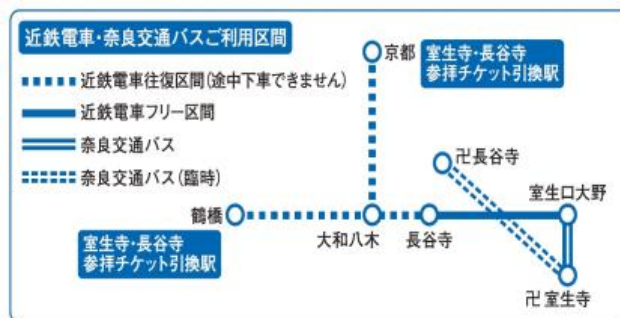 近鉄電車・奈良交通バスご利用区間
近鉄電車往復区間(途中下車できません)
近鉄電車フリー区間
奈良交通バス
奈良交通バス(臨時)
京都
室生寺・長谷寺
参拝チケット引換駅
卍長谷寺
室生口大野
鶴橋
大和八木
長谷寺
室生寺・長谷寺
参拝チケット引換駅
卍室生寺